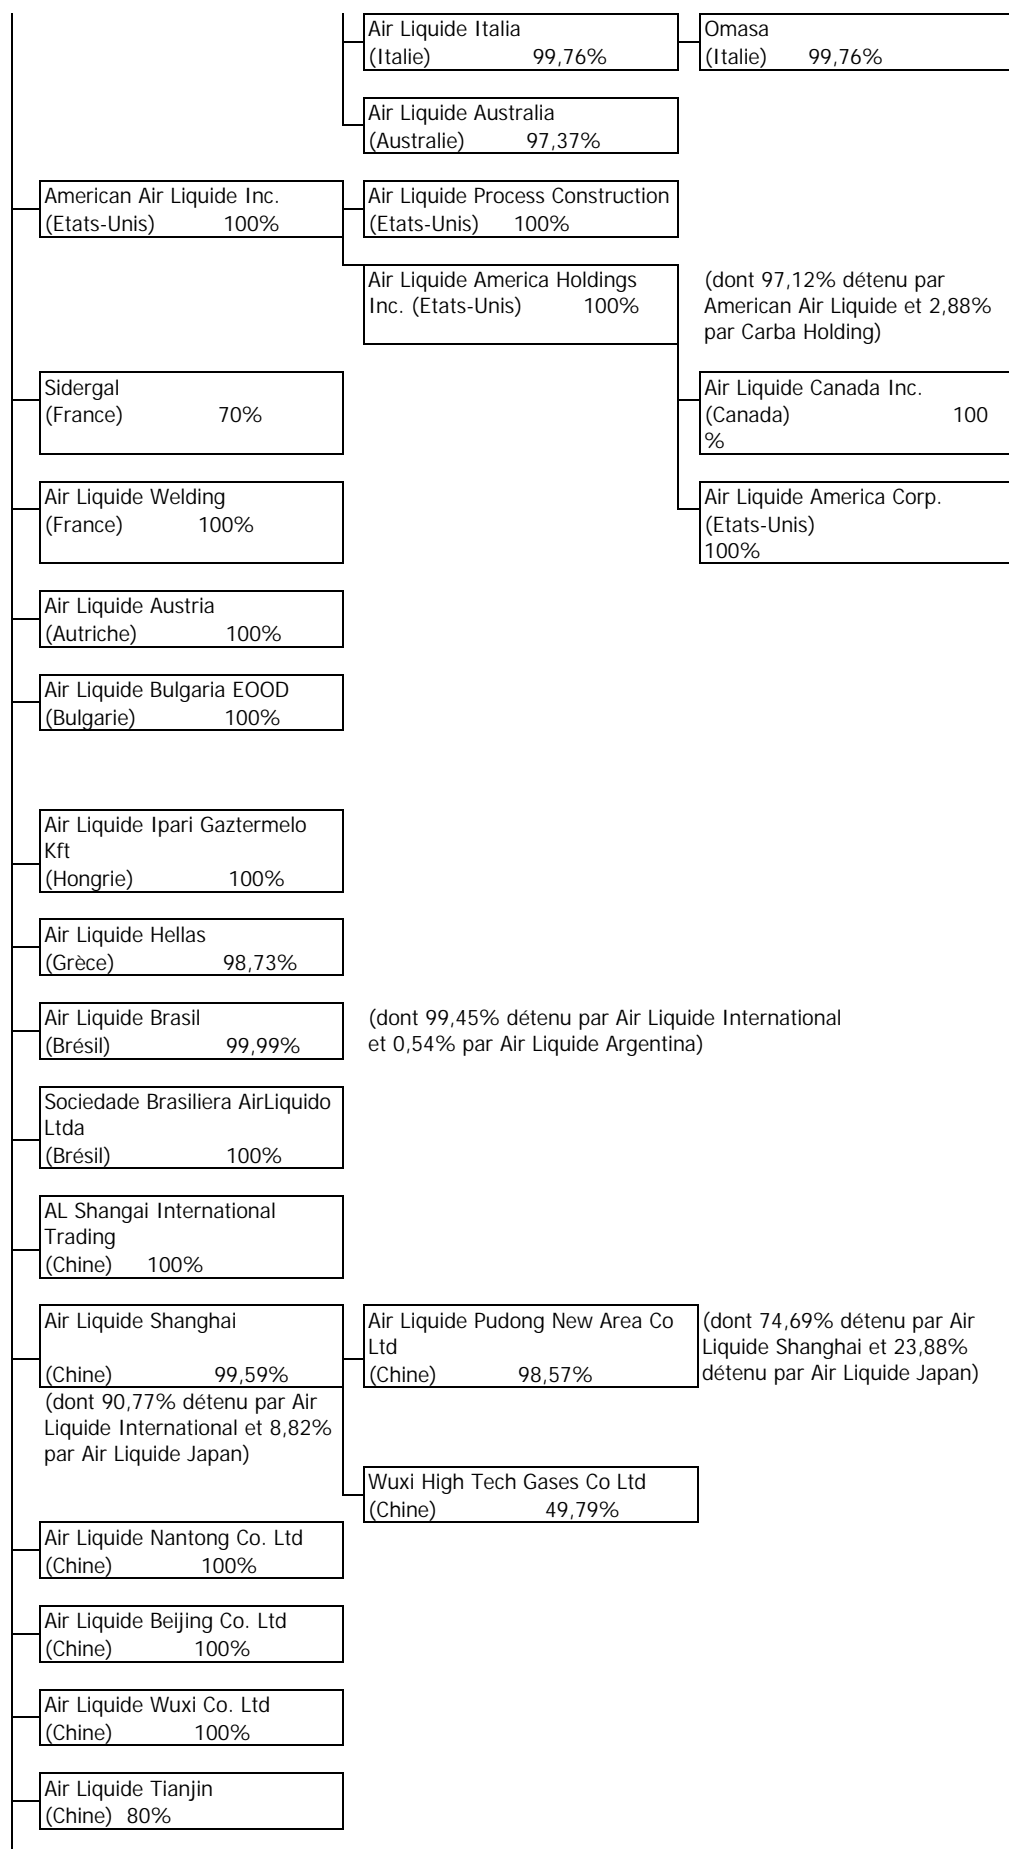 Air Liquide Italia
(Italie) 99,76%
Omasa
(Italie) 99,76%
Air Liquide Australia
(Australie) 97,37%
American Air Liquide Inc.
(Etats-Unis) 100%
Air Liquide Process Construction
(Etats-Unis) 100%
Air Liquide America Holdings
Inc. (Etats-Unis) 100%
(dont 97,12% détenu par
American Air Liquide et 2,88%
par Carba Holding)
Sidergal
(France) 70%
Air Liquide Canada Inc.
(Canada) 100
%
Air Liquide Welding
(France) 100%
Air Liquide America Corp.
(Etats-Unis)
100%
Air Liquide Austria
(Autriche) 100%
Air Liquide Bulgaria EOOD
(Bulgarie) 100%
Air Liquide Ipari Gaztermelo
Kft
(Hongrie) 100%
Air Liquide Hellas
(Grèce) 98,73%
Air Liquide Brasil
(Brésil) 99,99%
(dont 99,45% détenu par Air Liquide International
et 0,54% par Air Liquide Argentina)
Sociedade Brasiliera AirLiquido
Ltda
(Brésil) 100%
AL Shangai International
Trading
(Chine) 100%
Air Liquide Shanghai
(Chine) 99,59%
(dont 90,77% détenu par Air
Liquide International et 8,82%
par Air Liquide Japan)
Air Liquide Pudong New Area Co
Ltd
(Chine) 98,57%
(dont 74,69% détenu par Air
Liquide Shanghai et 23,88%
détenu par Air Liquide Japan)
Wuxi High Tech Gases Co Ltd
(Chine) 49,79%
Air Liquide Nantong Co. Ltd
(Chine) 100%
Air Liquide Beijing Co. Ltd
(Chine) 100%
Air Liquide Wuxi Co. Ltd
(Chine) 100%
Air Liquide Tianjin
(Chine) 80%